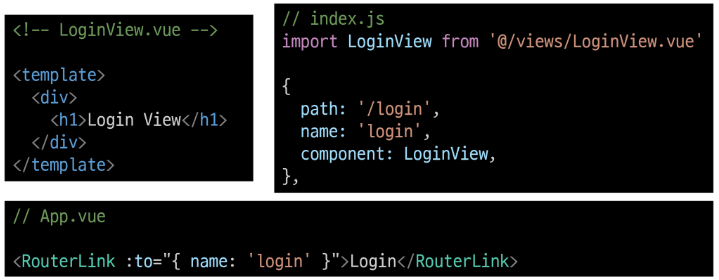 <!-- LoginView.vue -->
<template>
  <div>
    <h1>Login View</h1>
  </div>
</template>
// index.js
import LoginView from '@/views/LoginView.vue'
{
  path: '/login',
  name: 'login',
  component: LoginView,
},
// App.vue
<RouterLink :to="{ name: 'login' }">Login</RouterLink>